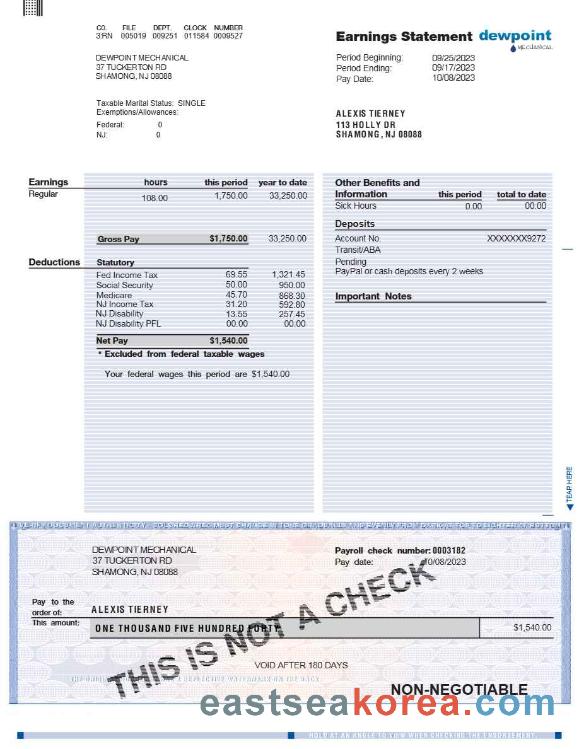 CO. FILE DEPT. CLOCK NUMBER
3!RN 005019 009251 011584 0009527
DEWPOINT MECHANICAL
37 TUCKERTON RD
SHAMONG, NJ 08088
Earnings Statement dewpoint
MECHANICAL
Period Beginning: 09/25/2023
Period Ending: 09/17/2023
Pay Date: 10/08/2023
Taxable Marital Status: SINGLE
Exemptions/Allowances:
Federal: 0
NJ: 0
ALEXIS TIERNEY
113 HOLLY DR
SHAMONG, NJ 08088
Earnings hours this period year to date
Regular 108.00 1,750.00 33,250.00
Gross Pay $1,750.00 33,250.00
Deductions Statutory
Fed Income Tax 69.55 1,321.45
Social Security 50.00 950.00
Medicare 45.70 868.30
NJ Income Tax 31.20 592.80
NJ Disability 13.55 257.45
NJ Disability PFL 00.00 00.00
Net Pay $1,540.00
* Excluded from federal taxable wages
Your federal wages this period are $1,540.00
Other Benefits and
Information this period total to date
Sick Hours 0.00 00.00
Deposits
Account No. XXXXXXX9272
Transit/ABA
Pending
PayPal or cash deposits every 2 weeks
Important Notes
TEAR HERE
DEWPOINT MECHANICAL
37 TUCKERTON RD
SHAMONG, NJ 08088
Payroll check number: 0003182
Pay date: 10/08/2023
Pay to the
order of: ALEXIS TIERNEY
This amount: ONE THOUSAND FIVE HUNDRED FORTY $1,540.00
THIS IS NOT A CHECK
VOID AFTER 180 DAYS
NON-NEGOTIABLE
eastseakorea.com
HOLD AT AN ANGLE TO VIEW WHEN CHECKING THE ENDORSEMENT.